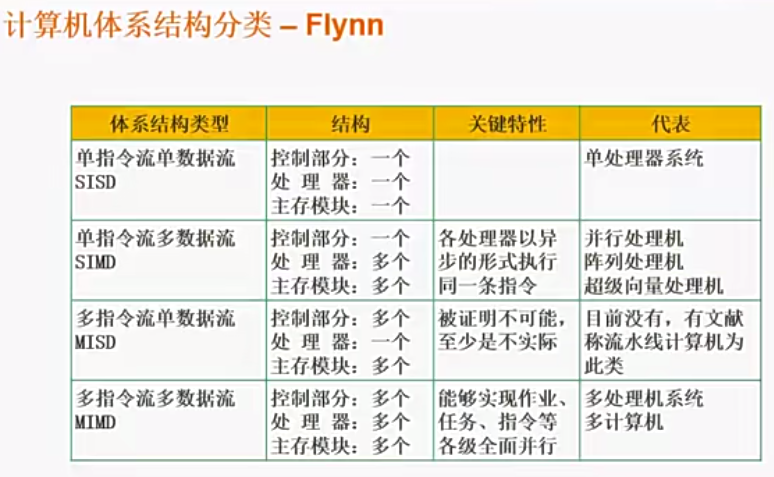 计算机体系结构分类 – Flynn
体系结构类型 结构 关键特性 代表
单指令流单数据流
SISD
控制部分：一个
处 理 器：一个
主存模块：一个
单处理器系统
单指令流多数据流
SIMD
控制部分：一个
处 理 器：多个
主存模块：多个
各处理器以异
步的形式执行
同一条指令
并行处理机
阵列处理机
超级向量处理机
多指令流单数据流
MISD
控制部分：多个
处 理 器：一个
主存模块：多个
被证明不可能，
至少是不实际
目前没有，有文献
称流水线计算机为
此类
多指令流多数据流
MIMD
控制部分：多个
处 理 器：多个
主存模块：多个
能够实现作业、
任务、指令等
各级全面并行
多处理机系统
多计算机